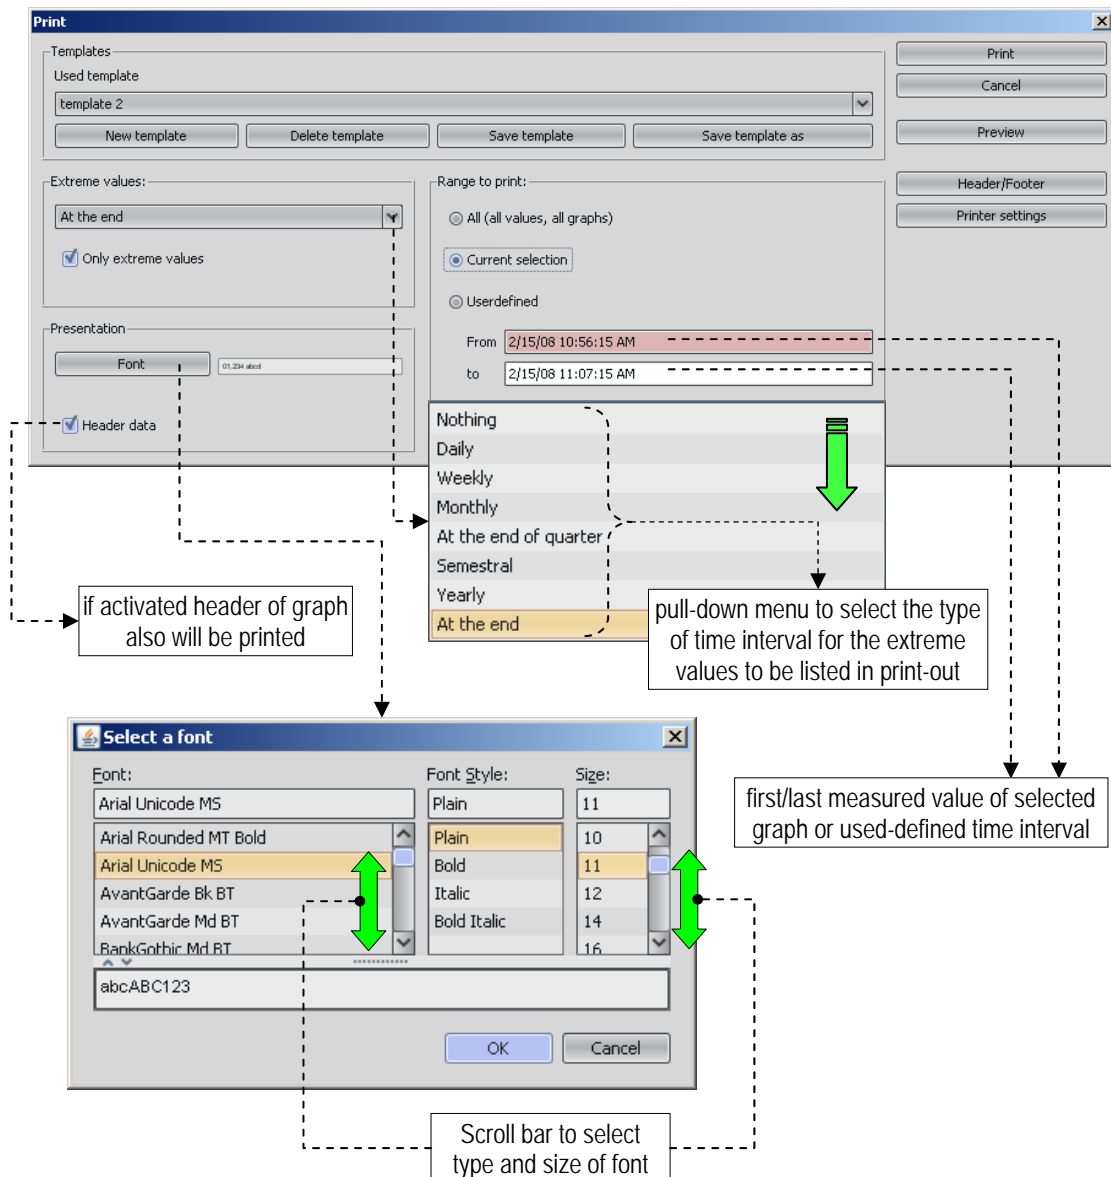 Print
Templates
Used template
template 2
New template
Delete template
Save template
Save template as
Print
Cancel
Preview
Header/Footer
Printer settings
Extreme values:
At the end
Only extreme values
Range to print:
All (all values, all graphs)
Current selection
Userdefined
From
2/15/08 10:56:15 AM
to
2/15/08 11:07:15 AM
Presentation
Font
01,234 abcd
Header data
Nothing
Daily
Weekly
Monthly
At the end of quarter
Semestral
Yearly
At the end
if activated header of graph
also will be printed
pull-down menu to select the type
of time interval for the extreme
values to be listed in print-out
first/last measured value of selected
graph or used-defined time interval
Select a font
Font:
Arial Unicode MS
Arial Rounded MT Bold
Arial Unicode MS
AvantGarde Bk BT
AvantGarde Md BT
BankGothic Md BT
Font Style:
Plain
Plain
Bold
Italic
Bold Italic
Size:
11
10
11
12
14
16
abcABC123
OK
Cancel
Scroll bar to select
type and size of font